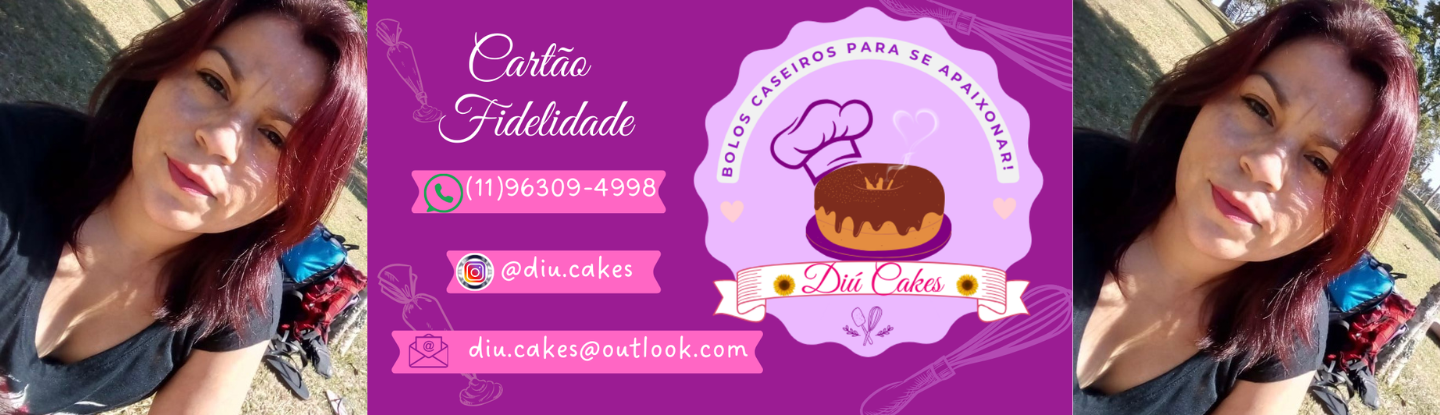 Cartão
Fidelidade
(11)96309-4998
@diu.cakes
diu.cakes@outlook.com
BOLOS CASEIROS PARA SE APAIXONAR!
Diú Cakes